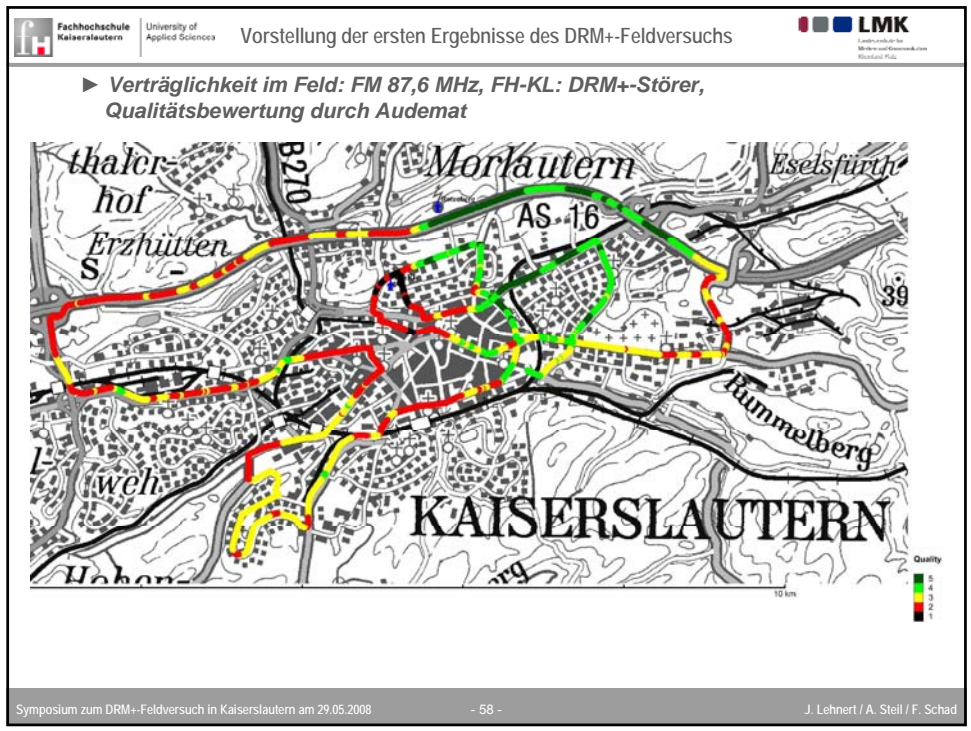 Fachhochschule
Kaiserslautern
University of
Applied Sciences
Vorstellung der ersten Ergebnisse des DRM+-Feldversuchs
LMK
► Verträglichkeit im Feld: FM 87,6 MHz, FH-KL: DRM+-Störer,
Qualitätsbewertung durch Audemat
thaler-
hof
B270
Morlautern
Eselsfürth
AS 16
Erzhütten
S
39
Bummelberg
weh
KAISERSLAUTERN
Hohen-
erg
10 km
Quality
5
4
3
2
1
Symposium zum DRM+-Feldversuch in Kaiserslautern am 29.05.2008
- 58 -
J. Lehnert / A. Steil / F. Schad